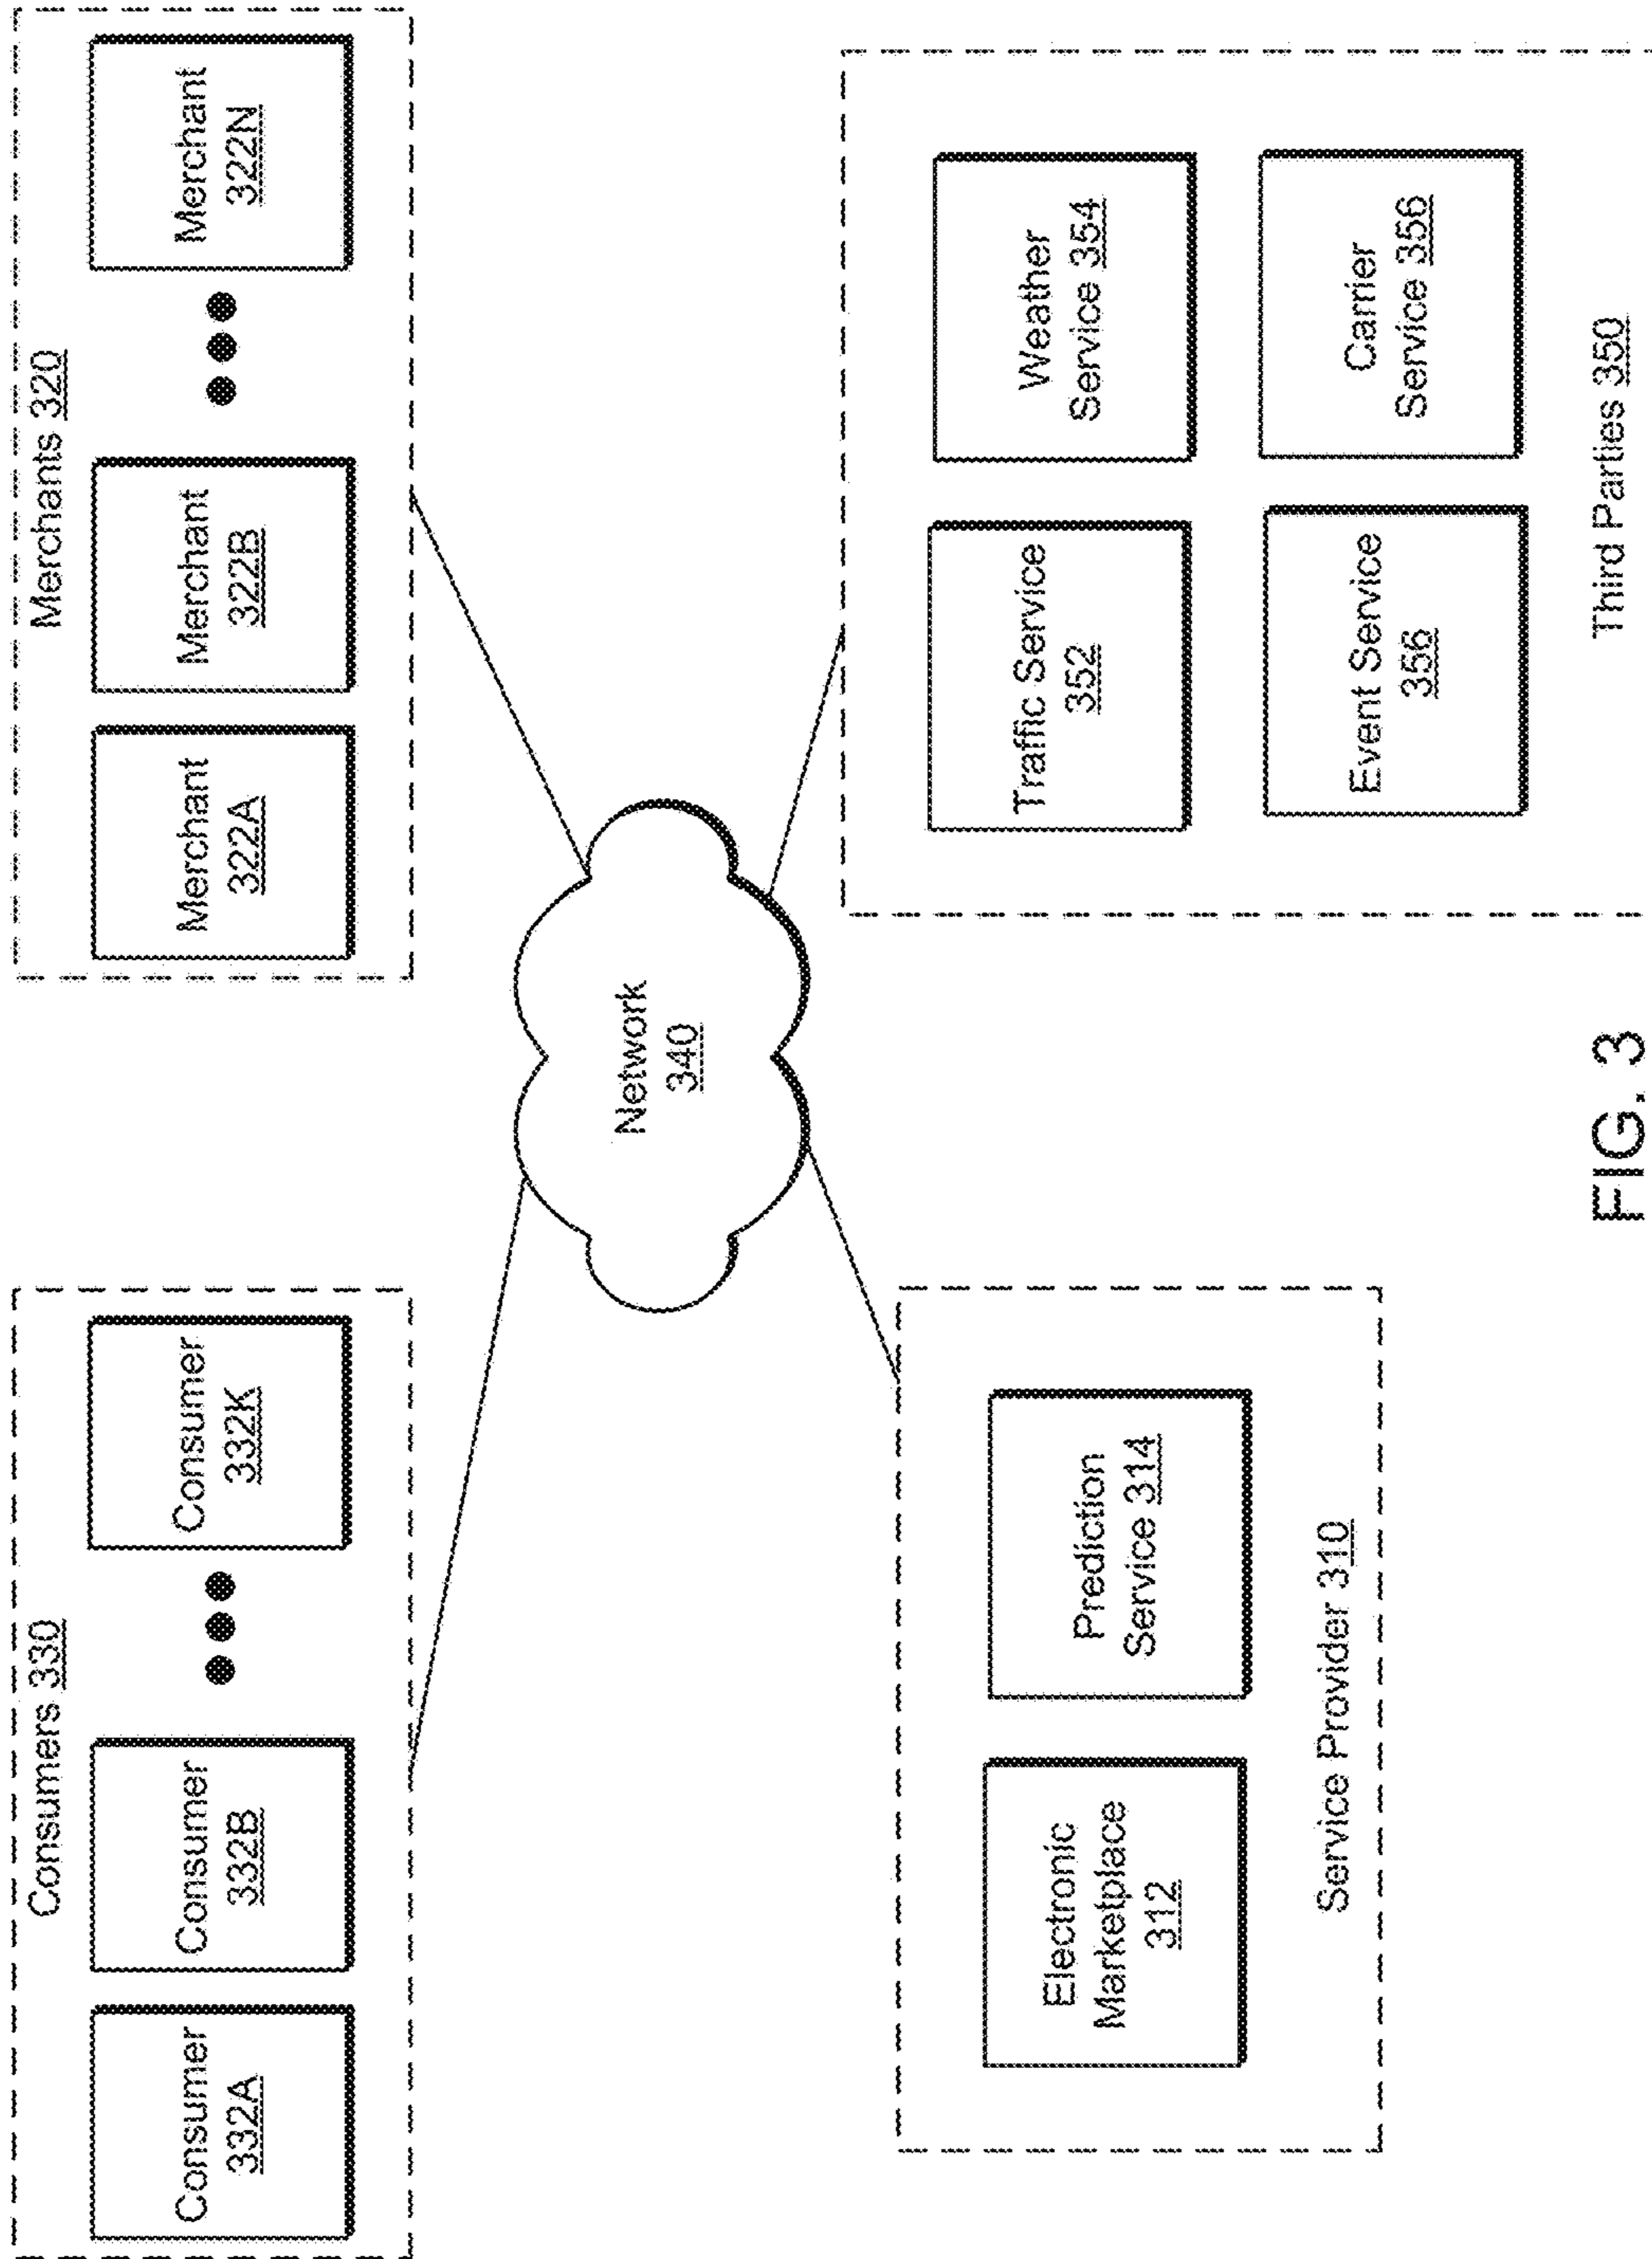 Consumers 330
Consumer
332A
Consumer
332B
Consumer
332K
Merchants 320
Merchant
322A
Merchant
322B
Merchant
322N
Network
340
Electronic
Marketplace
312
Prediction
Service 314
Service Provider 310
Traffic Service
352
Weather
Service 354
Event Service
356
Carrier
Service 356
Third Parties 350
FIG. 3